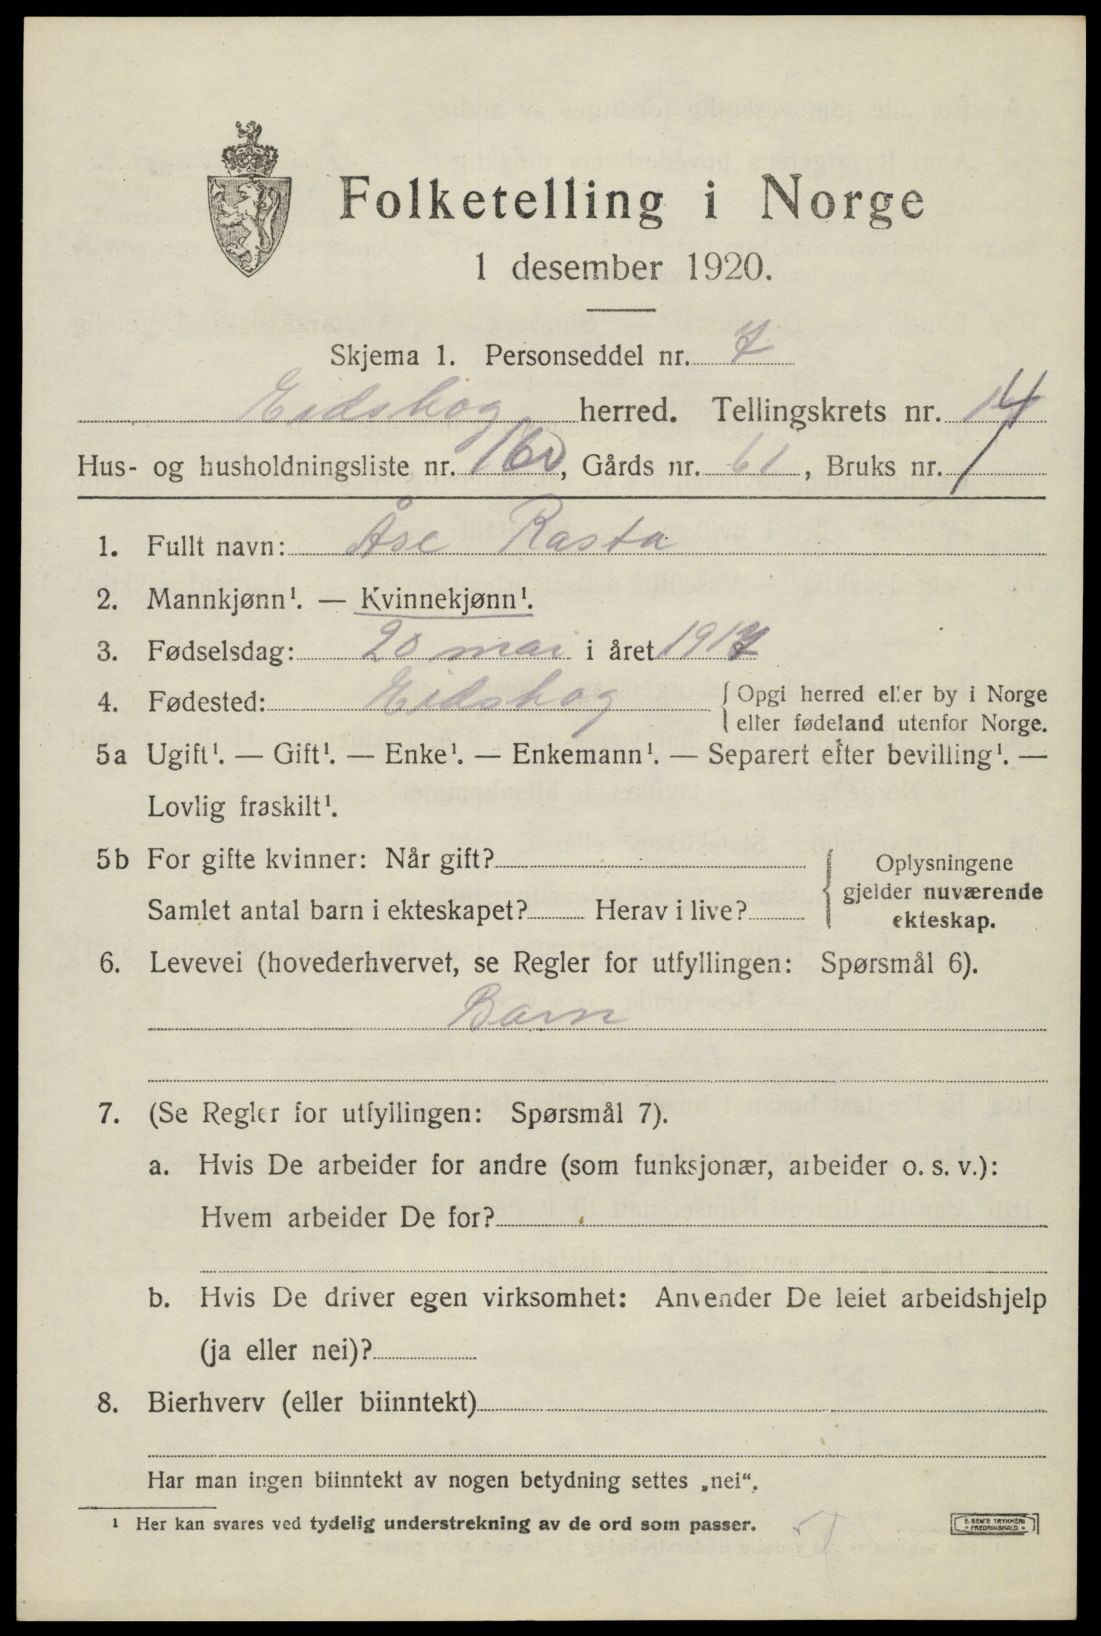 Folketelling i Norge
1 desember 1920.
Skjema 1. Personseddel nr. 7
Eidskog herred. Tellingskrets nr. 14
Hus- og husholdningsliste nr. 160, Gårds nr. 61, Bruks nr. 1
1. Fullt navn: Åse Rasta
2. Mannkjønn¹. — Kvinnekjønn¹.
3. Fødselsdag: 20 mai i året 1917
4. Fødested: Eidskog { Opgi herred eller by i Norge
eller fødeland utenfor Norge.
5a Ugift¹. — Gift¹. — Enke¹. — Enkemann¹. — Separert efter bevilling¹. —
Lovlig fraskilt¹.
5b For gifte kvinner: Når gift?
Samlet antal barn i ekteskapet? Herav i live?
{ Oplysningene
gjelder nuværende
ekteskap.
6. Levevei (hovederhvervet, se Regler for utfyllingen: Spørsmål 6).
Barn
7. (Se Regler for utfyllingen: Spørsmål 7).
a. Hvis De arbeider for andre (som funksjonær, arbeider o. s. v.):
Hvem arbeider De for?
b. Hvis De driver egen virksomhet: Anvender De leiet arbeidshjelp
(ja eller nei)?
8. Bierhverv (eller biinntekt)
Har man ingen biinntekt av nogen betydning settes „nei“.
¹ Her kan svares ved tydelig understrekning av de ord som passer.
E SEM'S TRYKKERI
FREDRIKSHALD